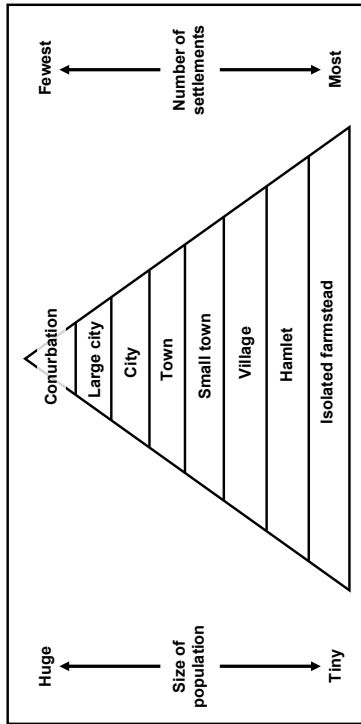 Huge
Size of
population
Tiny
Conurbation
Large city
City
Town
Small town
Village
Hamlet
Isolated farmstead
Fewest
Number of
settlements
Most